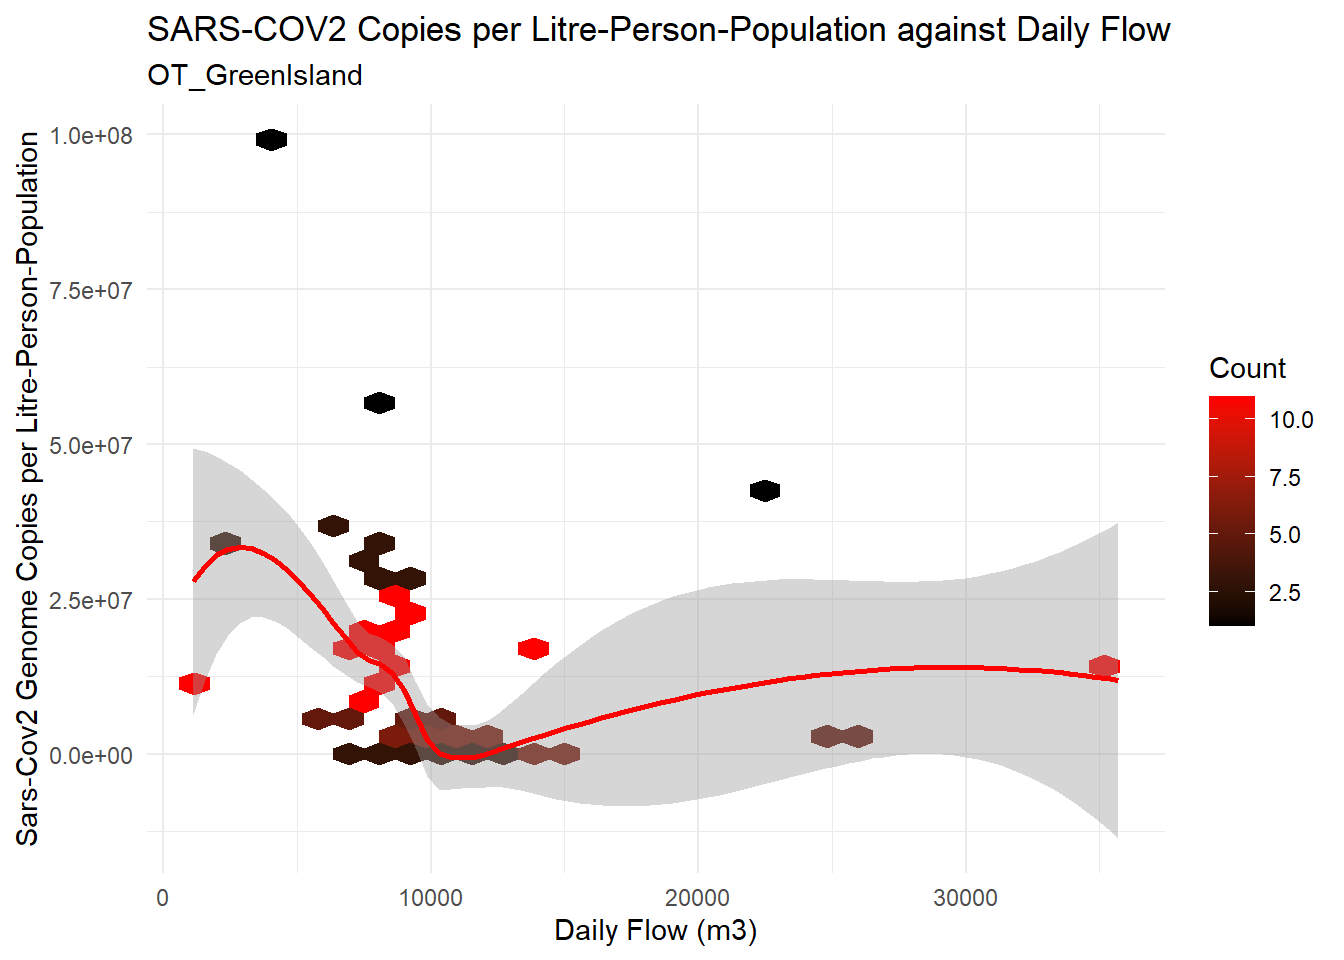 SARS-COV2 Copies per Litre-Person-Population against Daily Flow
OT_GreenIsland
Sars-Cov2 Genome Copies per Litre-Person-Population
1.0e+08
7.5e+07
5.0e+07
2.5e+07
0.0e+00
0
10000
20000
30000
Daily Flow (m3)
Count
10.0
7.5
5.0
2.5